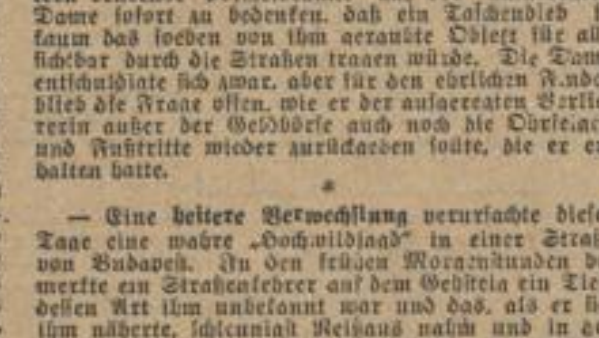 Dame sofort zu bedenken, daß ein Taschendieb
kaum das soeben von ihm geraubte Objekt für al
sichtbar durch die Straßen tragen würde. Die Dam
entschuldigte sich zwar, aber für den ehrlichen Finde
blieb die Frage offen, wie er der aufgeregten Verlie
rerin außer der Geldbörse auch noch die Ohrfeigen
und Fußtritte wieder zurückgeben sollte, die er er
halten hatte.
*
— Eine heitere Verwechslung verursachte diese
Tage eine wahre „Hochwildjagd“ in einer Straß
von Budapest. In den frühen Morgenstunden be
merkte ein Straßenkehrer auf dem Gehsteig ein Tie
dessen Art ihm unbekannt war und das, als er si
ihm näherte, schleunigst Reißaus nahm und in